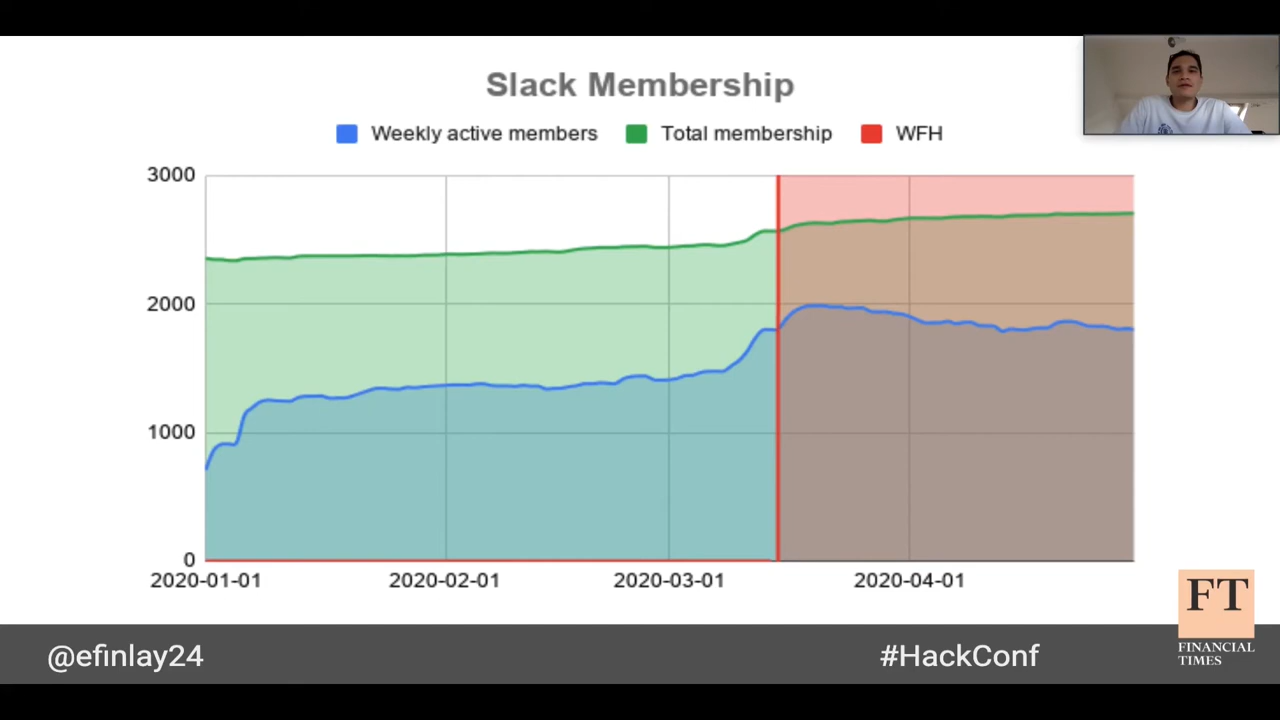 Slack Membership
Weekly active members Total membership WFH
3000
2000
1000
0
2020-01-01 2020-02-01 2020-03-01 2020-04-01
@efinlay24 #HackConf
FT
FINANCIAL
TIMES